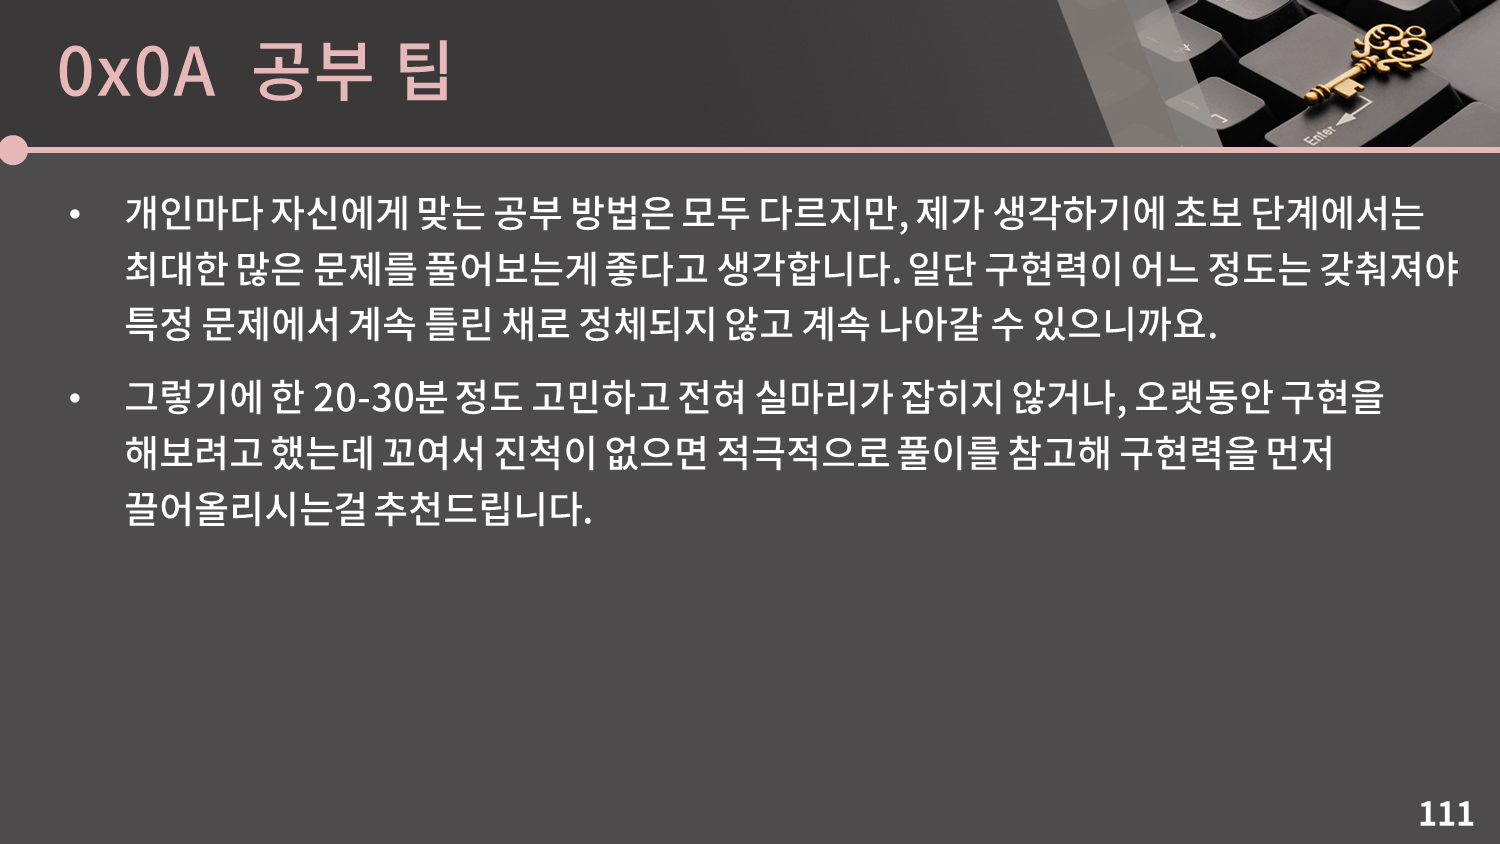 0x0A 공부 팁
Enter
• 개인마다 자신에게 맞는 공부 방법은 모두 다르지만, 제가 생각하기에 초보 단계에서는
최대한 많은 문제를 풀어보는게 좋다고 생각합니다. 일단 구현력이 어느 정도는 갖춰져야
특정 문제에서 계속 틀린 채로 정체되지 않고 계속 나아갈 수 있으니까요.
• 그렇기에 한 20-30분 정도 고민하고 전혀 실마리가 잡히지 않거나, 오랫동안 구현을
해보려고 했는데 꼬여서 진척이 없으면 적극적으로 풀이를 참고해 구현력을 먼저
끌어올리시는걸 추천드립니다.
111